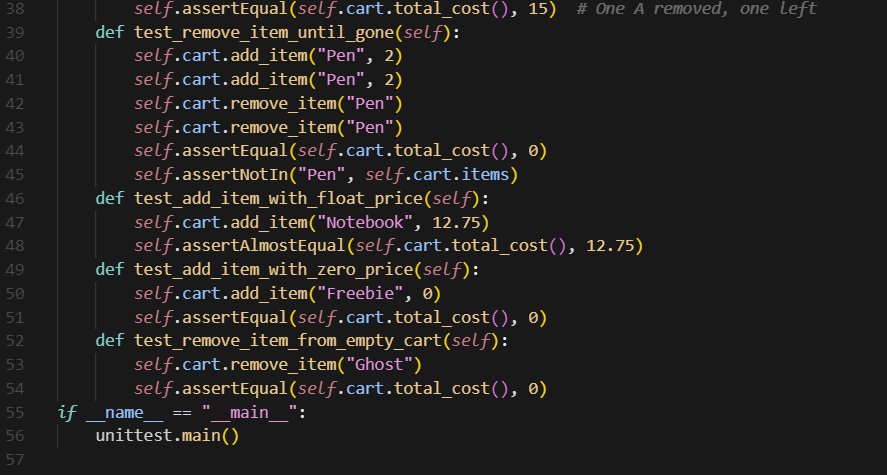 38 self.assertEqual(self.cart.total_cost(), 15)  # One A removed, one left
39 def test_remove_item_until_gone(self):
40 self.cart.add_item("Pen", 2)
41 self.cart.add_item("Pen", 2)
42 self.cart.remove_item("Pen")
43 self.cart.remove_item("Pen")
44 self.assertEqual(self.cart.total_cost(), 0)
45 self.assertNotIn("Pen", self.cart.items)
46 def test_add_item_with_float_price(self):
47 self.cart.add_item("Notebook", 12.75)
48 self.assertAlmostEqual(self.cart.total_cost(), 12.75)
49 def test_add_item_with_zero_price(self):
50 self.cart.add_item("Freebie", 0)
51 self.assertEqual(self.cart.total_cost(), 0)
52 def test_remove_item_from_empty_cart(self):
53 self.cart.remove_item("Ghost")
54 self.assertEqual(self.cart.total_cost(), 0)
55 if __name__ == "__main__":
56 unittest.main()
57